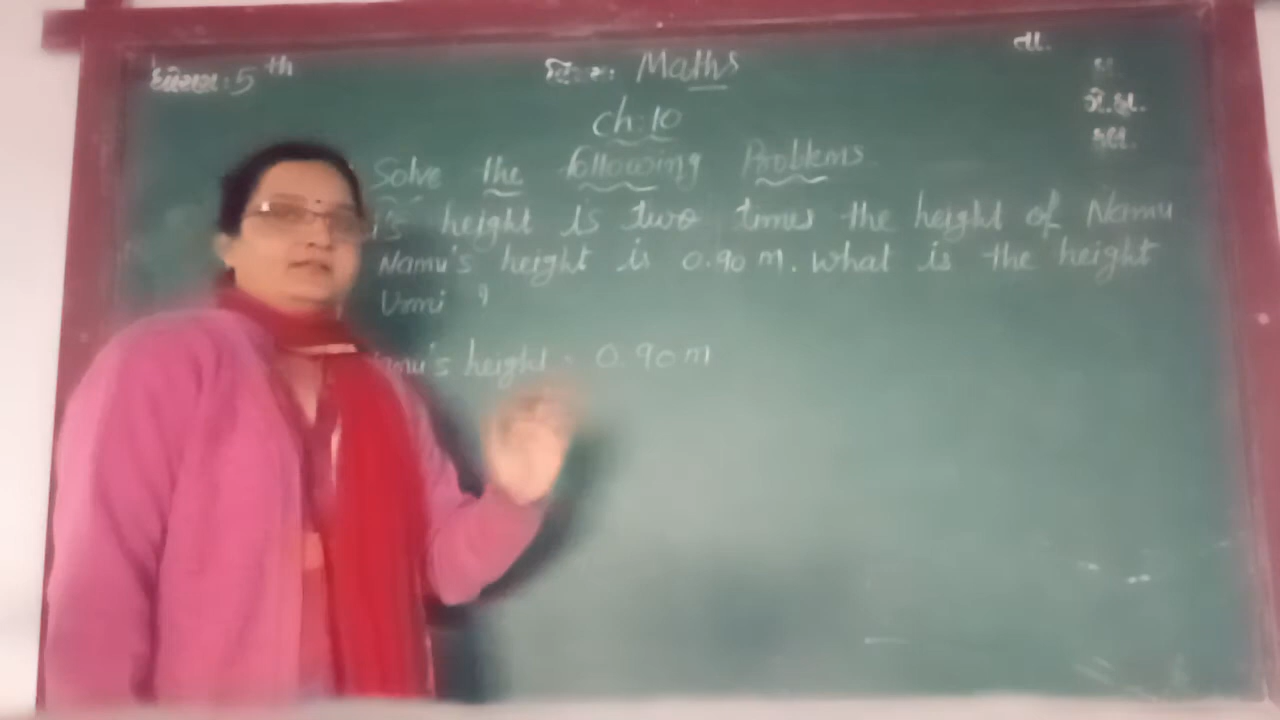 ધોરણ: 5th
વિષય: Maths
તા.
ગે.હા.
Ch:10
Solve the following Problems
i's height is two times the height of Namu
Namu's height is 0.90 m. What is the height
Urmi ?
amu's height = 0.90 m